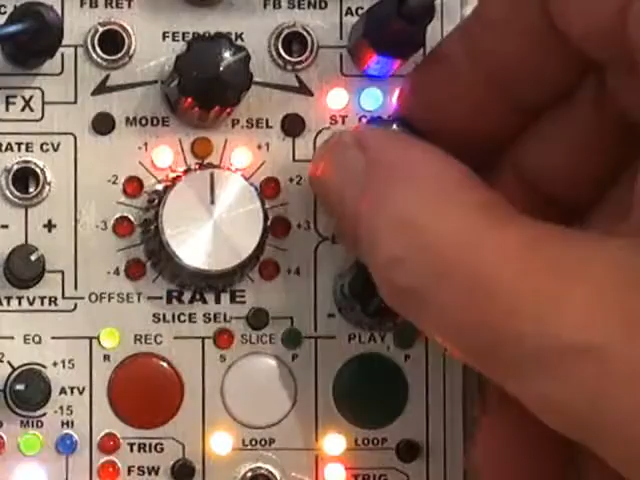 FB RET
FB SEND
AC
FX
MODE
P.SEL
ST
RATE CV
-1
+1
-2
+2
-3
+3
-4
+4
-
+
ATTVTR
OFFSET
RATE
SLICE SEL
-
EQ
REC
SLICE
PLAY
R
S
P
P
+15
ATV
-15
MID
HI
LOOP
LOOP
TRIG
FSW
TRIG